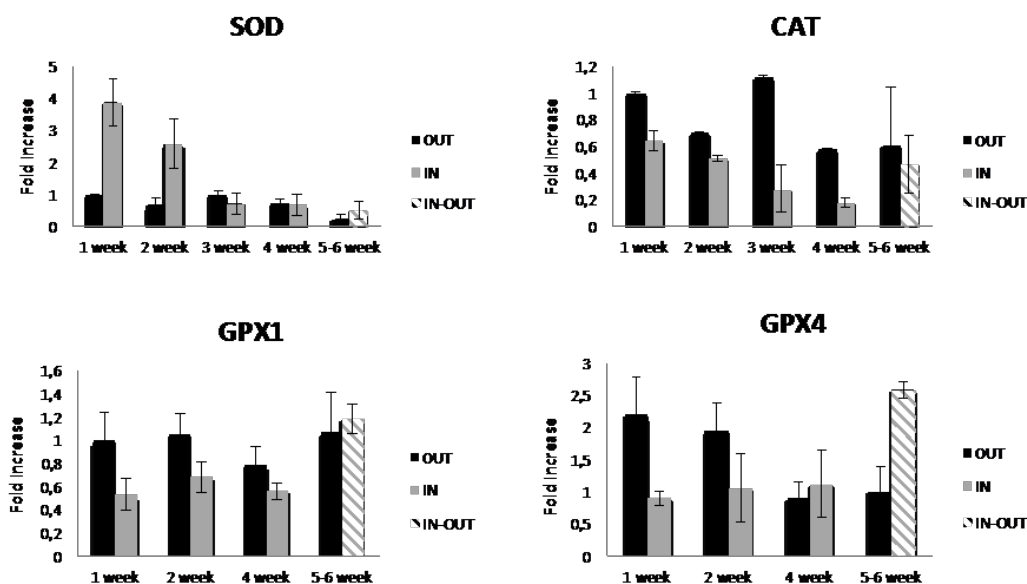 SOD
Fold increase
5
4
3
2
1
0
1 week 2 week 3 week 4 week 5-6 week
OUT
IN
IN-OUT
CAT
Fold increase
1,2
1
0,8
0,6
0,4
0,2
0
1 week 2 week 3 week 4 week 5-6 week
OUT
IN
IN-OUT
GPX1
Fold increase
1,6
1,4
1,2
1
0,8
0,6
0,4
0,2
0
1 week 2 week 4 week 5-6 week
OUT
IN
IN-OUT
GPX4
Fold increase
3
2,5
2
1,5
1
0,5
0
1 week 2 week 4 week 5-6 week
OUT
IN
IN-OUT